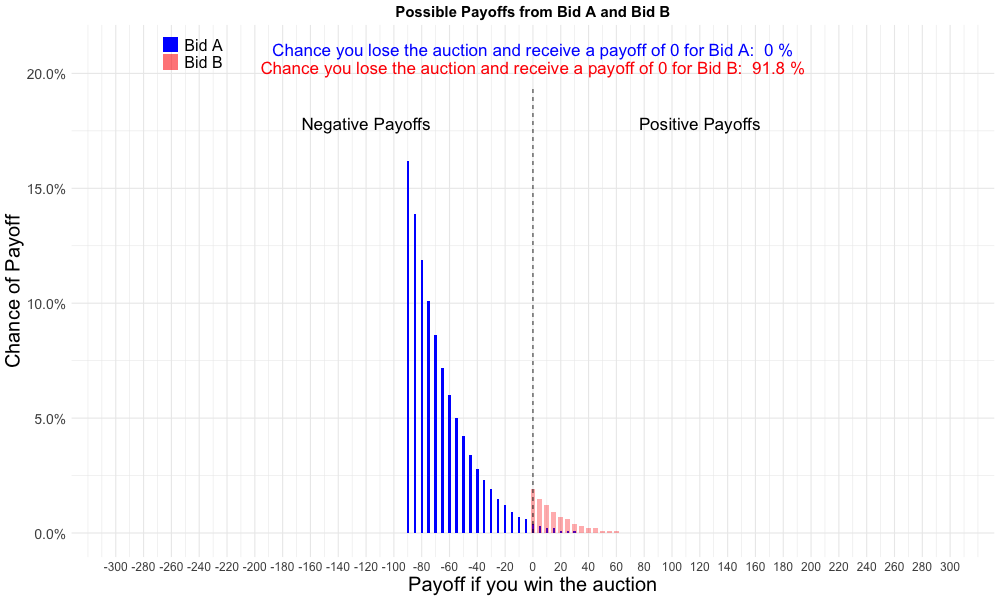 Possible Payoffs from Bid A and Bid B
Bid A
Bid B
Chance you lose the auction and receive a payoff of 0 for Bid A:  0 %
Chance you lose the auction and receive a payoff of 0 for Bid B:  91.8 %
Negative Payoffs
Positive Payoffs
Chance of Payoff
20.0%
15.0%
10.0%
5.0%
0.0%
-300 -280 -260 -240 -220 -200 -180 -160 -140 -120 -100 -80 -60 -40 -20 0 20 40 60 80 100 120 140 160 180 200 220 240 260 280 300
Payoff if you win the auction